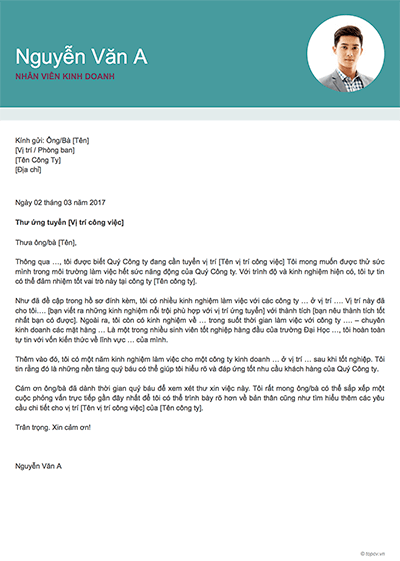 Nguyễn Văn A
NHÂN VIÊN KINH DOANH
Kính gửi: Ông/Bà [Tên]
[Vị trí / Phòng ban]
[Tên Công Ty]
[Địa chỉ]
Ngày 02 tháng 03 năm 2017
Thư ứng tuyển [Vị trí công việc]
Thưa ông/bà [Tên],
Thông qua …, tôi được biết Quý Công ty đang cần tuyển vị trí [Tên vị trí công việc] Tôi mong muốn được thử sức
mình trong môi trường làm việc hết sức năng động của Quý Công ty. Với trình độ và kinh nghiệm hiện có, tôi tự tin
có thể đảm nhiệm tốt vai trò này tại công ty [Tên công ty].
Như đã đề cập trong hồ sơ đính kèm, tôi có nhiều kinh nghiệm làm việc với các công ty … ở vị trí …. Vị trí này đã
cho tôi…. [bạn viết ra những kinh nghiệm nổi trội phù hợp với vị trí ứng tuyển] với thành tích [bạn nêu thành tích tốt
nhất bạn có được]. Ngoài ra, tôi còn có kinh nghiệm về … trong suốt thời gian làm việc với công ty …. – chuyên
kinh doanh các mặt hàng … Là một trong nhiều sinh viên tốt nghiệp hàng đầu của trường Đại Học …, tôi hoàn toàn
tự tin với vốn kiến thức về lĩnh vực … của mình.
Thêm vào đó, tôi có một năm kinh nghiệm làm việc cho một công ty kinh doanh … ở vị trí … sau khi tốt nghiệp. Tôi
tin rằng đó là những nền tảng quý báu có thể giúp tôi hiểu rõ và đáp ứng tốt nhu cầu khách hàng của Quý Công ty.
Cảm ơn ông/bà đã dành thời gian quý báu để xem xét thư xin việc này. Tôi rất mong ông/bà có thể sắp xếp một
cuộc phỏng vấn trực tiếp gần đây nhất để tôi có thể trình bày rõ hơn về bản thân cũng như tìm hiểu thêm các yêu
cầu chi tiết cho vị trí [Tên vị trí công việc] của [Tên công ty].
Trân trọng. Xin cảm ơn!
Nguyễn Văn A
© topcv.vn